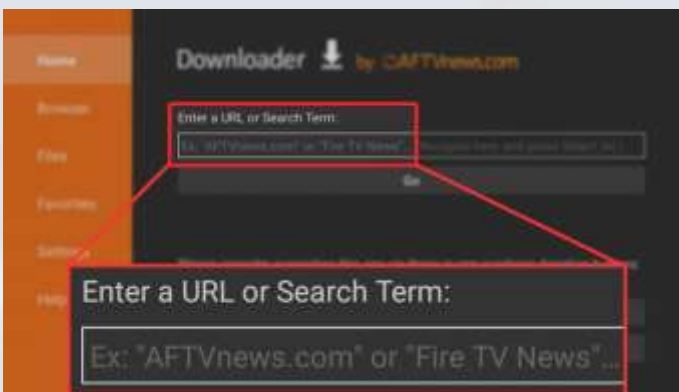 Home
Downloader by AFTVnews.com
Browser
Enter a URL or Search Term:
Ex: "AFTVnews.com" or "Fire TV News"...
Files
Go
Favorites
Settings
Help
Enter a URL or Search Term:
Ex: "AFTVnews.com" or "Fire TV News"...